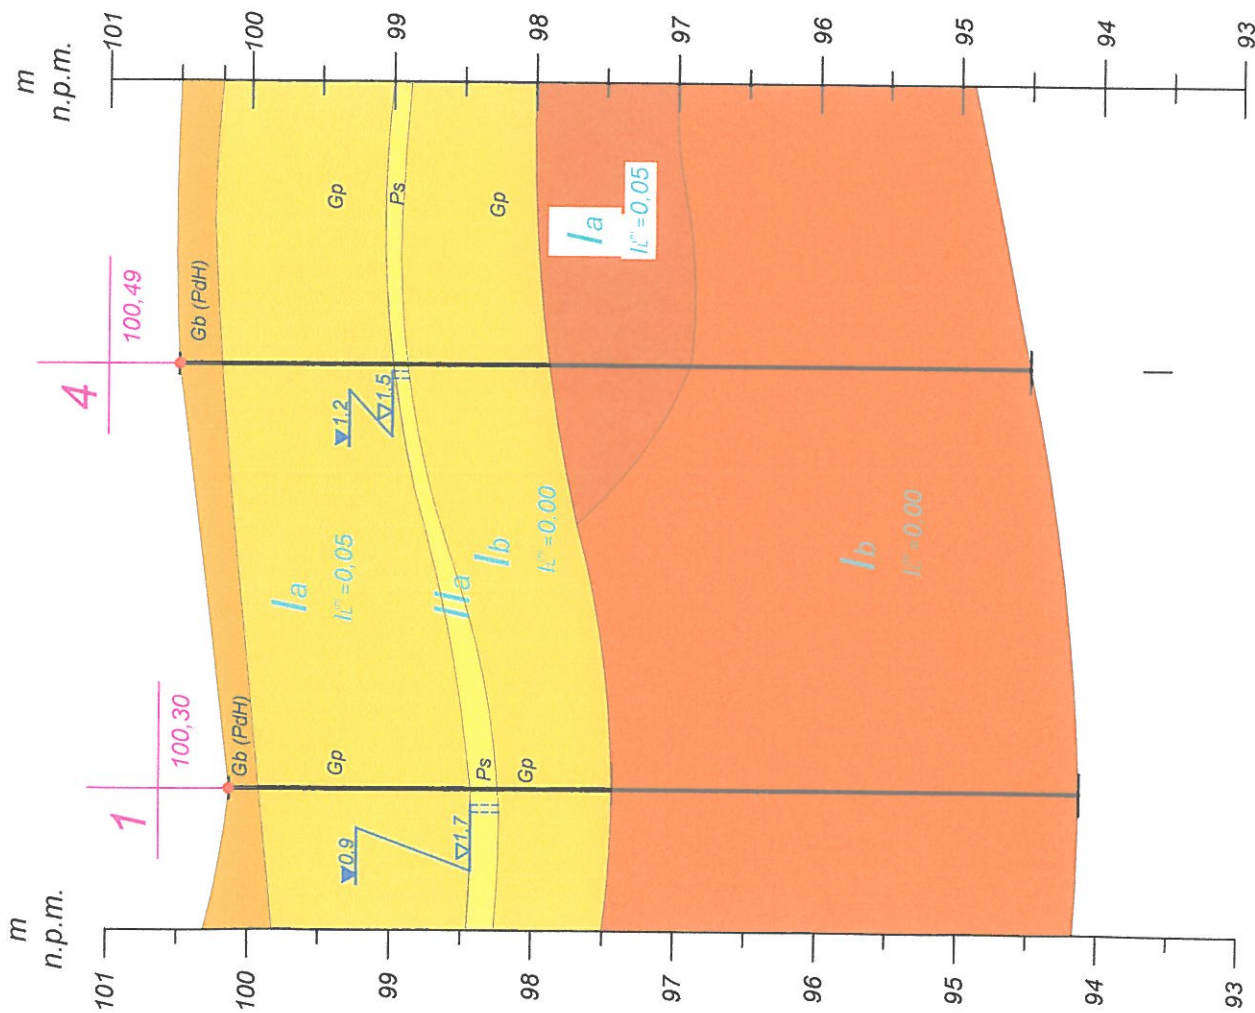 m
n.p.m.
101
100
99
98
97
96
95
94
93
1
100,30
Gb (PdH)
Gp
Ps
Gp
0,9
1,7
Ia
IL⁽ⁿ⁾ = 0,05
IIa
Ib
IL⁽ⁿ⁾ = 0,00
Ib
IL⁽ⁿ⁾ = 0,00
4
100,49
Gb (PdH)
1,2
1,5
Gp
Ps
Gp
Ia
IL⁽ⁿ⁾ = 0,05
m
n.p.m.
101
100
99
98
97
96
95
94
93